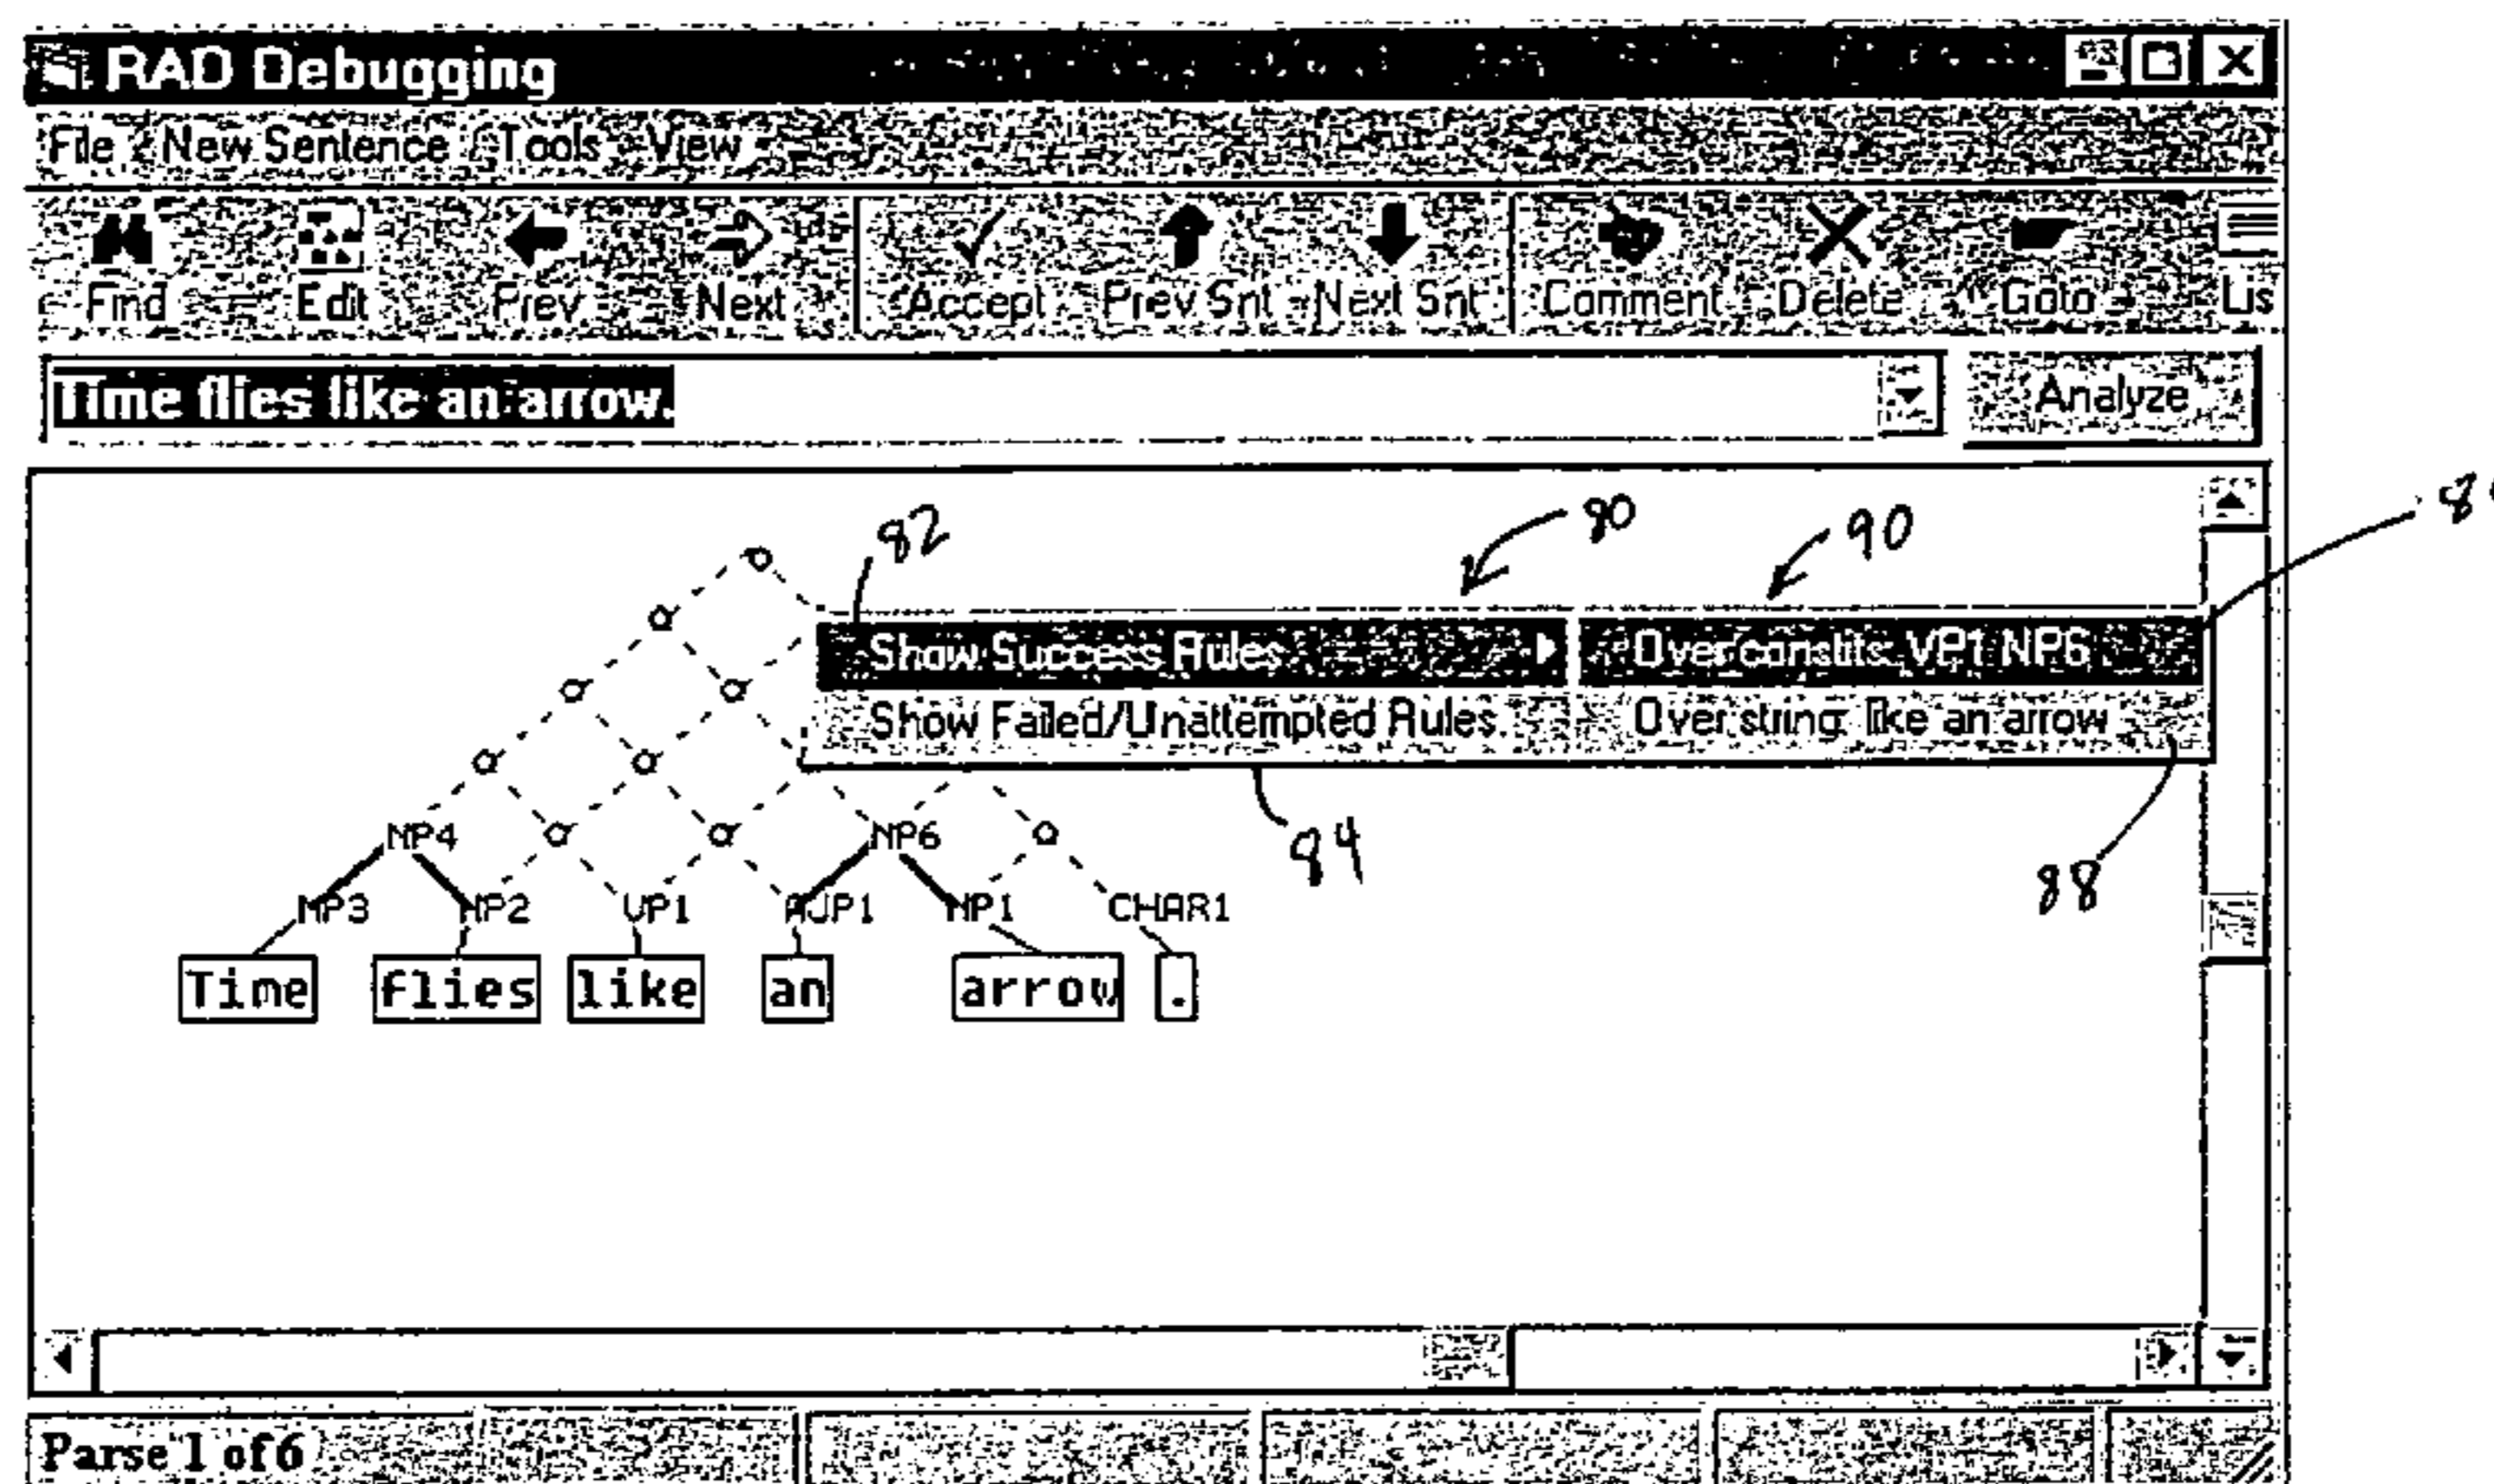 RAD Debugging
File New Sentence Tools View
Find Edit Prev Next Accept Prev Snt Next Snt Comment Delete Goto Lis
Time flies like an arrow. Analyze
82 80 90
Show Success Rules Over constits: VP1 NP6
Show Failed/Unattempted Rules. Over string: like an arrow
84 88
NP4 NP6
NP3 NP2 VP1 AJP1 NP1 CHAR1
Time flies like an arrow .
Parse 1 of 6